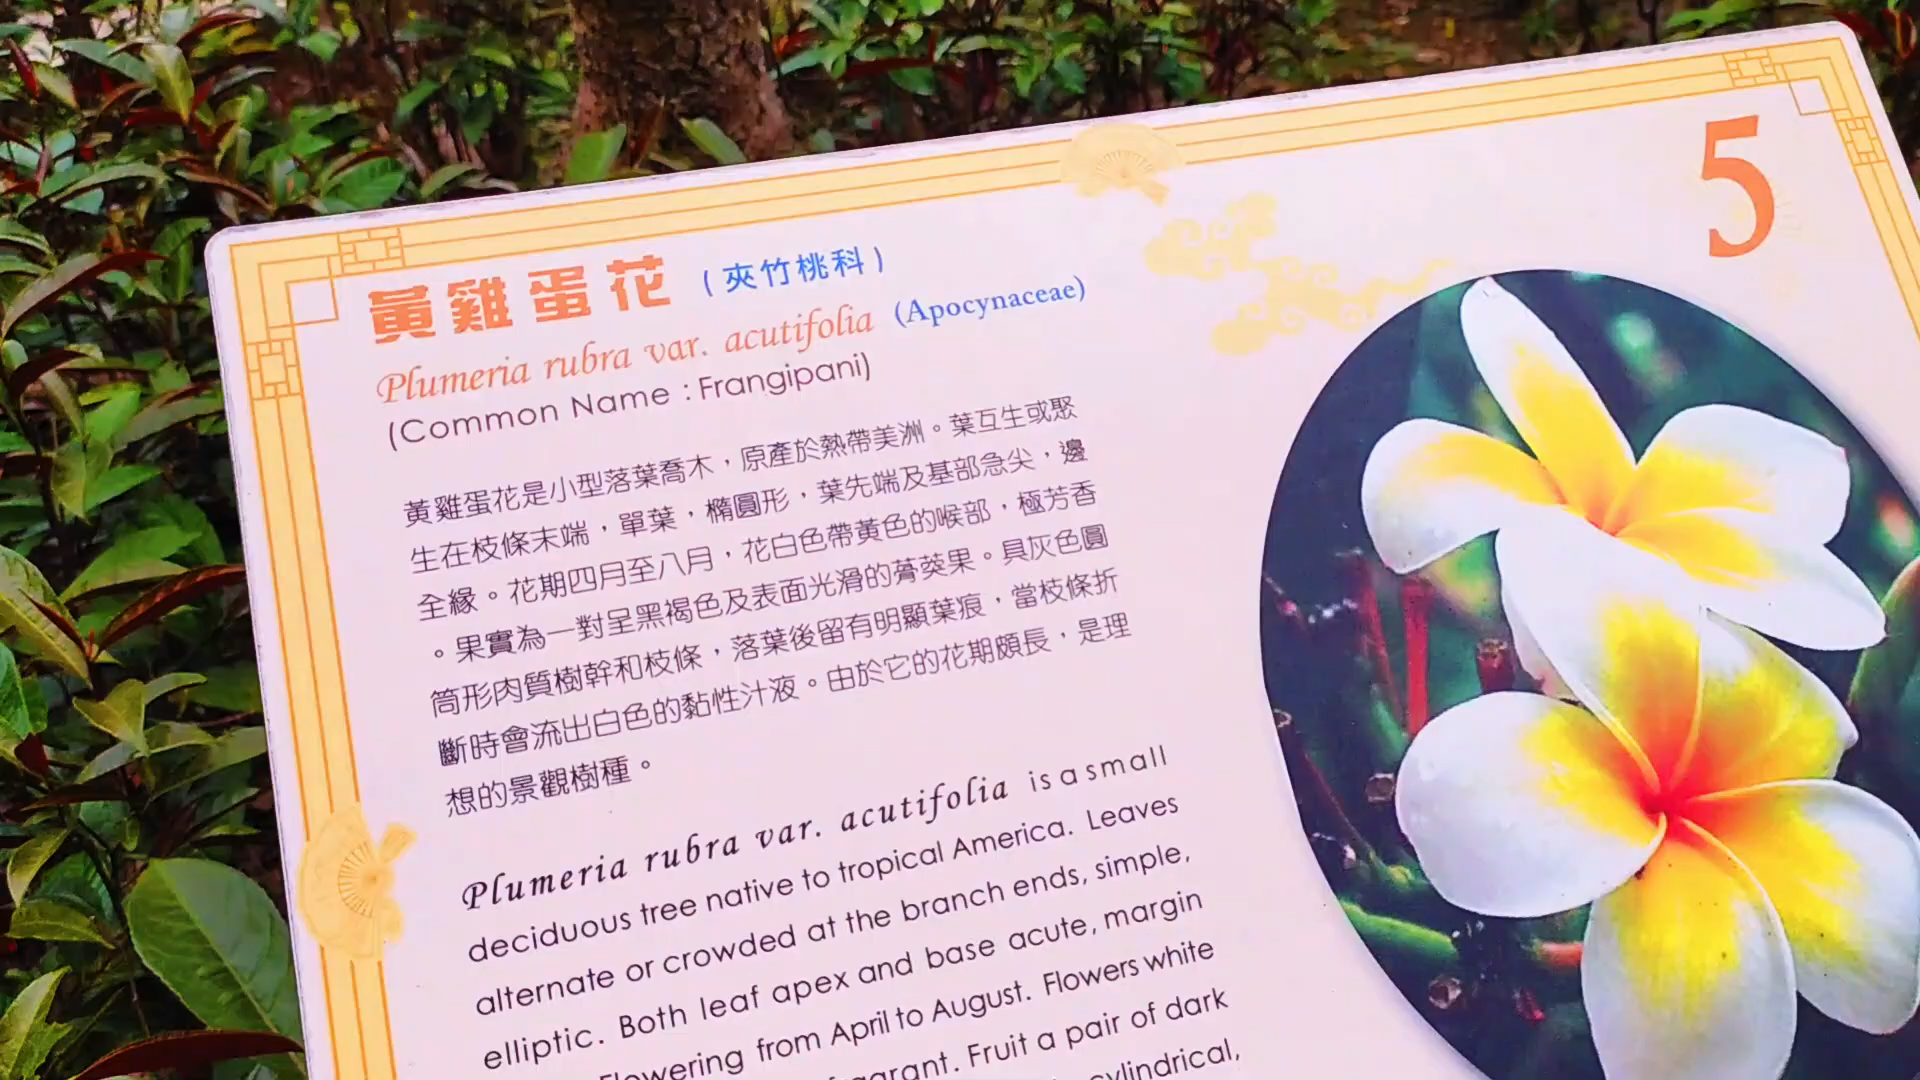 5
黃雞蛋花 (夾竹桃科)
Plumeria rubra var. acutifolia (Apocynaceae)
(Common Name : Frangipani)
黃雞蛋花是小型落葉喬木，原產於熱帶美洲。葉互生或聚
生在枝條末端，單葉，橢圓形，葉先端及基部急尖，邊
全緣。花期四月至八月，花白色帶黃色的喉部，極芳香
。果實為一對呈黑褐色及表面光滑的蓇葖果。具灰色圓
筒形肉質樹幹和枝條，落葉後留有明顯葉痕，當枝條折
斷時會流出白色的黏性汁液。由於它的花期頗長，是理
想的景觀樹種。
Plumeria rubra var. acutifolia is a small
deciduous tree native to tropical America. Leaves
alternate or crowded at the branch ends, simple,
elliptic. Both leaf apex and base acute, margin
Flowering from April to August. Flowers white
Fruit a pair of dark
cylindrical,